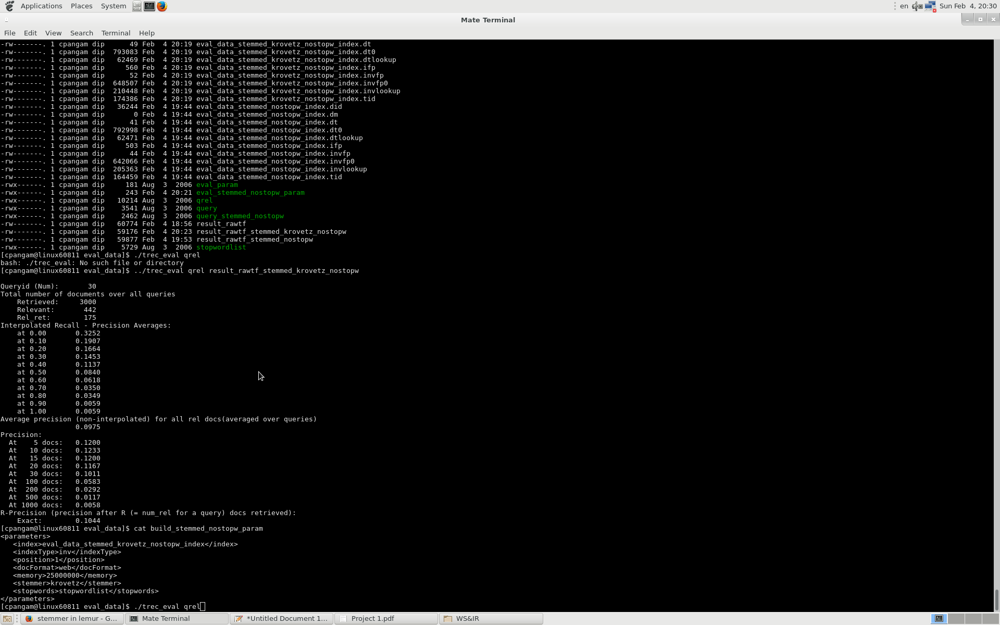 Applications Places System en Sun Feb 4, 20:30
Mate Terminal
File Edit View Search Terminal Help
-rw-------. 1 cpangam dip 49 Feb 4 20:19 eval_data_stemmed_krovetz_nostopw_index.dt
-rw-------. 1 cpangam dip 793083 Feb 4 20:19 eval_data_stemmed_krovetz_nostopw_index.dt0
-rw-------. 1 cpangam dip 62469 Feb 4 20:19 eval_data_stemmed_krovetz_nostopw_index.dtlookup
-rw-------. 1 cpangam dip 560 Feb 4 20:19 eval_data_stemmed_krovetz_nostopw_index.ifp
-rw-------. 1 cpangam dip 52 Feb 4 20:19 eval_data_stemmed_krovetz_nostopw_index.invfp
-rw-------. 1 cpangam dip 648507 Feb 4 20:19 eval_data_stemmed_krovetz_nostopw_index.invfp0
-rw-------. 1 cpangam dip 210448 Feb 4 20:19 eval_data_stemmed_krovetz_nostopw_index.invlookup
-rw-------. 1 cpangam dip 174386 Feb 4 20:19 eval_data_stemmed_krovetz_nostopw_index.tid
-rw-------. 1 cpangam dip 36244 Feb 4 19:44 eval_data_stemmed_nostopw_index.did
-rw-------. 1 cpangam dip 0 Feb 4 19:44 eval_data_stemmed_nostopw_index.dm
-rw-------. 1 cpangam dip 41 Feb 4 19:44 eval_data_stemmed_nostopw_index.dt
-rw-------. 1 cpangam dip 792998 Feb 4 19:44 eval_data_stemmed_nostopw_index.dt0
-rw-------. 1 cpangam dip 62471 Feb 4 19:44 eval_data_stemmed_nostopw_index.dtlookup
-rw-------. 1 cpangam dip 503 Feb 4 19:44 eval_data_stemmed_nostopw_index.ifp
-rw-------. 1 cpangam dip 44 Feb 4 19:44 eval_data_stemmed_nostopw_index.invfp
-rw-------. 1 cpangam dip 642066 Feb 4 19:44 eval_data_stemmed_nostopw_index.invfp0
-rw-------. 1 cpangam dip 205363 Feb 4 19:44 eval_data_stemmed_nostopw_index.invlookup
-rw-------. 1 cpangam dip 164459 Feb 4 19:44 eval_data_stemmed_nostopw_index.tid
-rwx------. 1 cpangam dip 181 Aug 3 2006 eval_param
-rwx------. 1 cpangam dip 243 Feb 4 20:21 eval_stemmed_nostopw_param
-rwx------. 1 cpangam dip 10214 Aug 3 2006 qrel
-rwx------. 1 cpangam dip 3541 Aug 3 2006 query
-rwx------. 1 cpangam dip 2462 Aug 3 2006 query_stemmed_nostopw
-rw-------. 1 cpangam dip 60774 Feb 4 18:56 result_rawtf
-rw-------. 1 cpangam dip 59176 Feb 4 20:23 result_rawtf_stemmed_krovetz_nostopw
-rw-------. 1 cpangam dip 59877 Feb 4 19:53 result_rawtf_stemmed_nostopw
-rwx------. 1 cpangam dip 5729 Aug 3 2006 stopwordlist
[cpangam@linux60811 eval_data]$ ./trec_eval qrel
bash: ./trec_eval: No such file or directory
[cpangam@linux60811 eval_data]$ ../trec_eval qrel result_rawtf_stemmed_krovetz_nostopw
Queryid (Num): 30
Total number of documents over all queries
Retrieved: 3000
Relevant: 442
Rel_ret: 175
Interpolated Recall - Precision Averages:
at 0.00 0.3252
at 0.10 0.1907
at 0.20 0.1664
at 0.30 0.1453
at 0.40 0.1137
at 0.50 0.0840
at 0.60 0.0618
at 0.70 0.0350
at 0.80 0.0349
at 0.90 0.0059
at 1.00 0.0059
Average precision (non-interpolated) for all rel docs(averaged over queries)
0.0975
Precision:
At 5 docs: 0.1200
At 10 docs: 0.1233
At 15 docs: 0.1200
At 20 docs: 0.1167
At 30 docs: 0.1011
At 100 docs: 0.0583
At 200 docs: 0.0292
At 500 docs: 0.0117
At 1000 docs: 0.0058
R-Precision (precision after R (= num_rel for a query) docs retrieved):
Exact: 0.1044
[cpangam@linux60811 eval_data]$ cat build_stemmed_nostopw_param
<parameters>
<index>eval_data_stemmed_krovetz_nostopw_index</index>
<indexType>inv</indexType>
<position>1</position>
<docFormat>web</docFormat>
<memory>25000000</memory>
<stemmer>krovetz</stemmer>
<stopwords>stopwordlist</stopwords>
</parameters>
[cpangam@linux60811 eval_data]$ ./trec_eval qrel
stemmer in lemur - G... Mate Terminal *Untitled Document 1... Project 1.pdf WS&IR